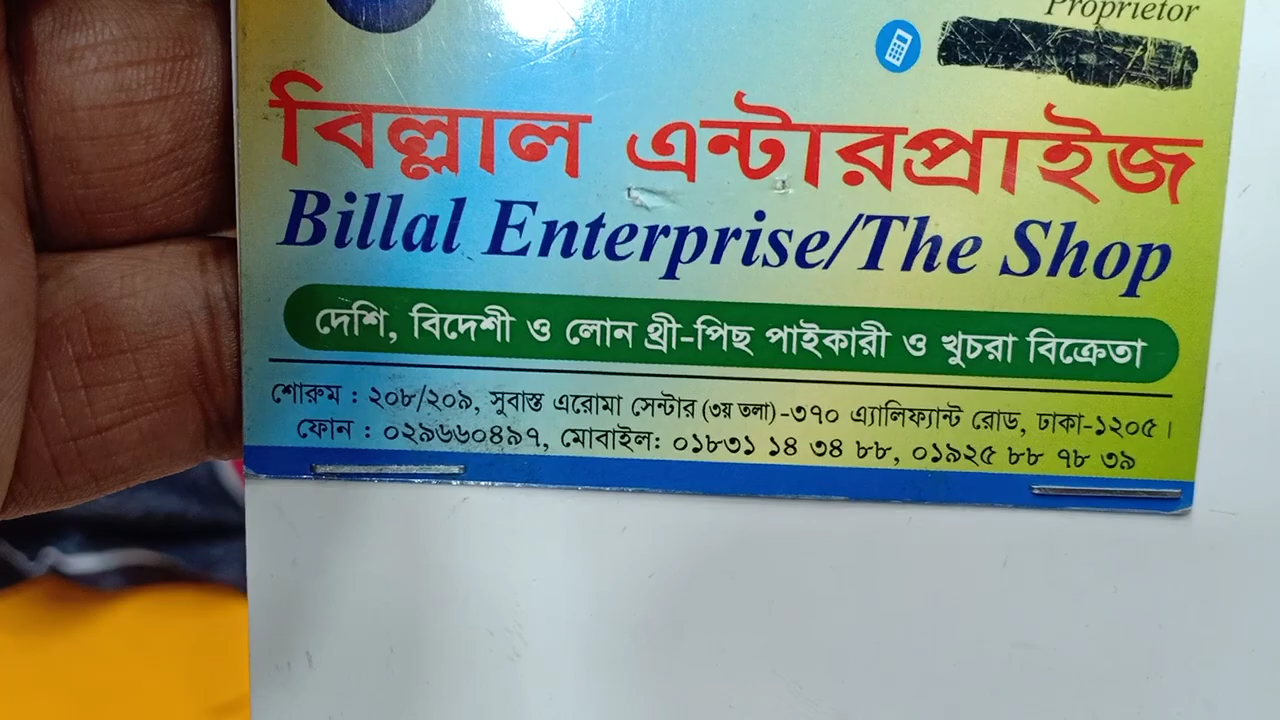 Proprietor
বিল্লাল এন্টারপ্রাইজ
Billal Enterprise/The Shop
দেশি, বিদেশী ও লোন থ্রী-পিছ পাইকারী ও খুচরা বিক্রেতা
শোরুম : ২০৮/২০৯, সুবাস্ত এরোমা সেন্টার (৩য় তলা)-৩৭০ এ্যালিফ্যান্ট রোড, ঢাকা-১২০৫।
ফোন : ০২৯৬৬০৪৯৭, মোবাইল: ০১৮৩১ ১৪ ৩৪ ৮৮, ০১৯২৫ ৮৮ ৭৮ ৩৯